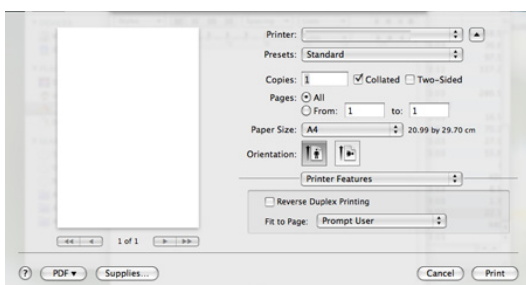 Printer:
Presets: Standard
Copies: 1 Collated Two-Sided
Pages: All
From: 1 to: 1
Paper Size: A4 20.99 by 29.70 cm
Orientation:
Printer Features
Reverse Duplex Printing
Fit to Page: Prompt User
1 of 1
? PDF Supplies... Cancel Print